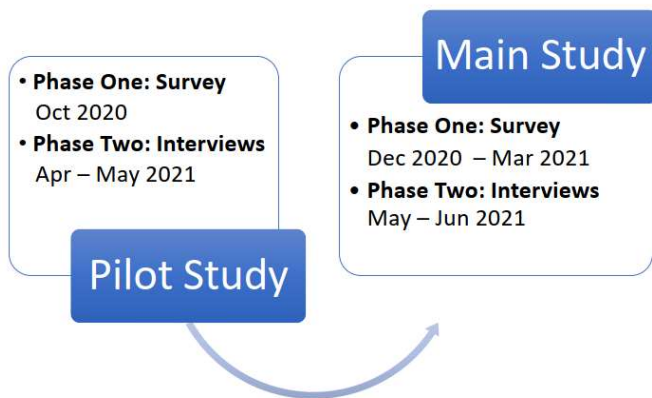 • Phase One: Survey
Oct 2020
• Phase Two: Interviews
Apr – May 2021
Pilot Study
Main Study
• Phase One: Survey
Dec 2020 – Mar 2021
• Phase Two: Interviews
May – Jun 2021